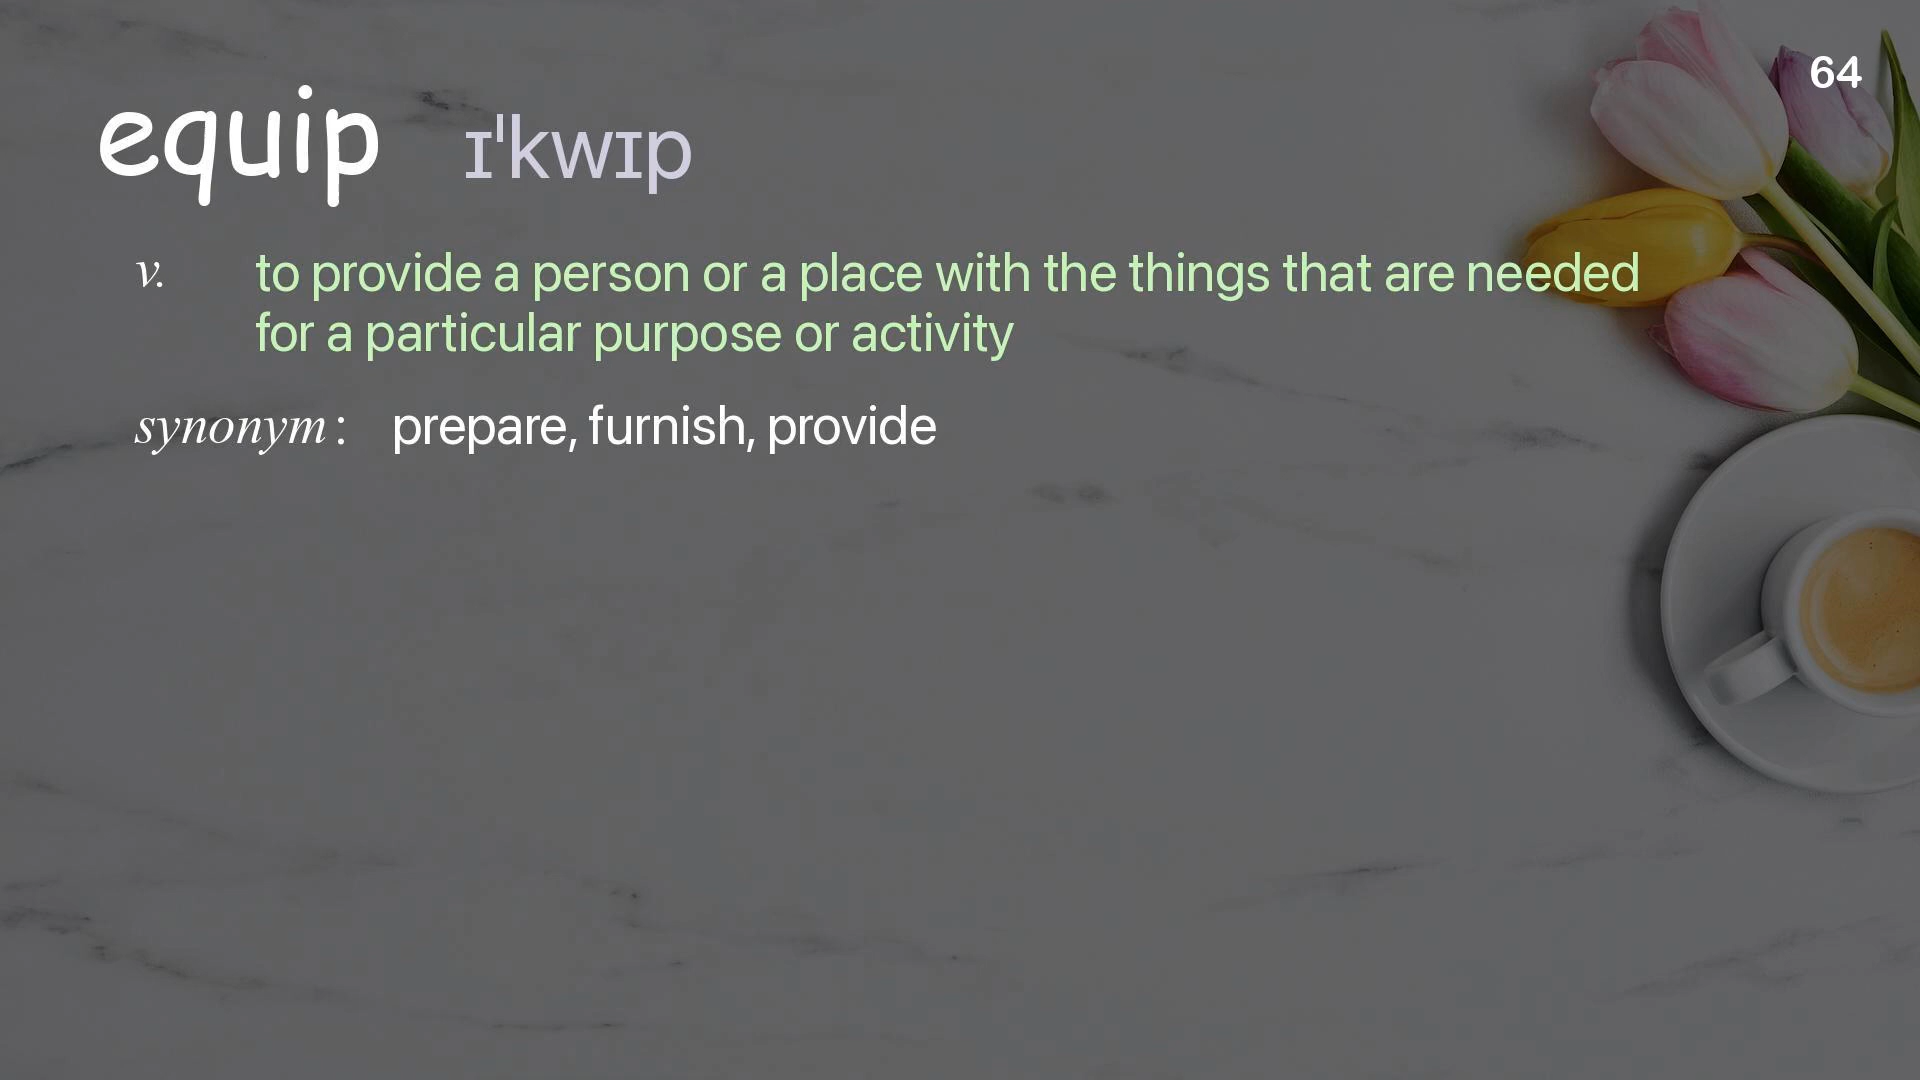 64
equip ɪˈkwɪp
v. to provide a person or a place with the things that are needed
for a particular purpose or activity
synonym : prepare, furnish, provide